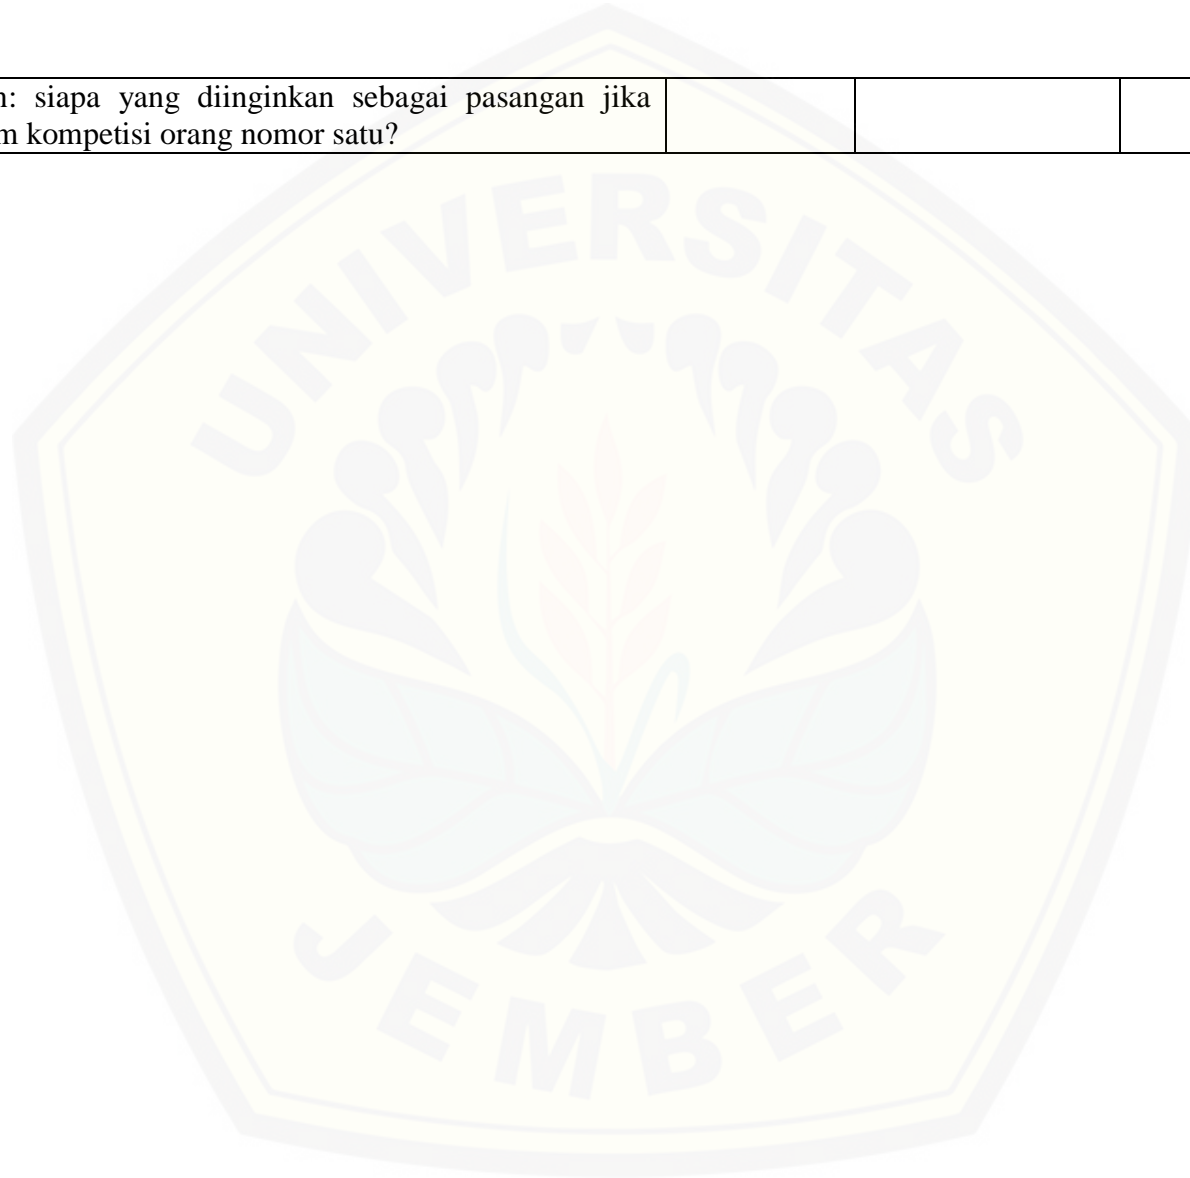 n: siapa yang diinginkan sebagai pasangan jika
m kompetisi orang nomor satu?
UNIVERSITAS
JEMBER